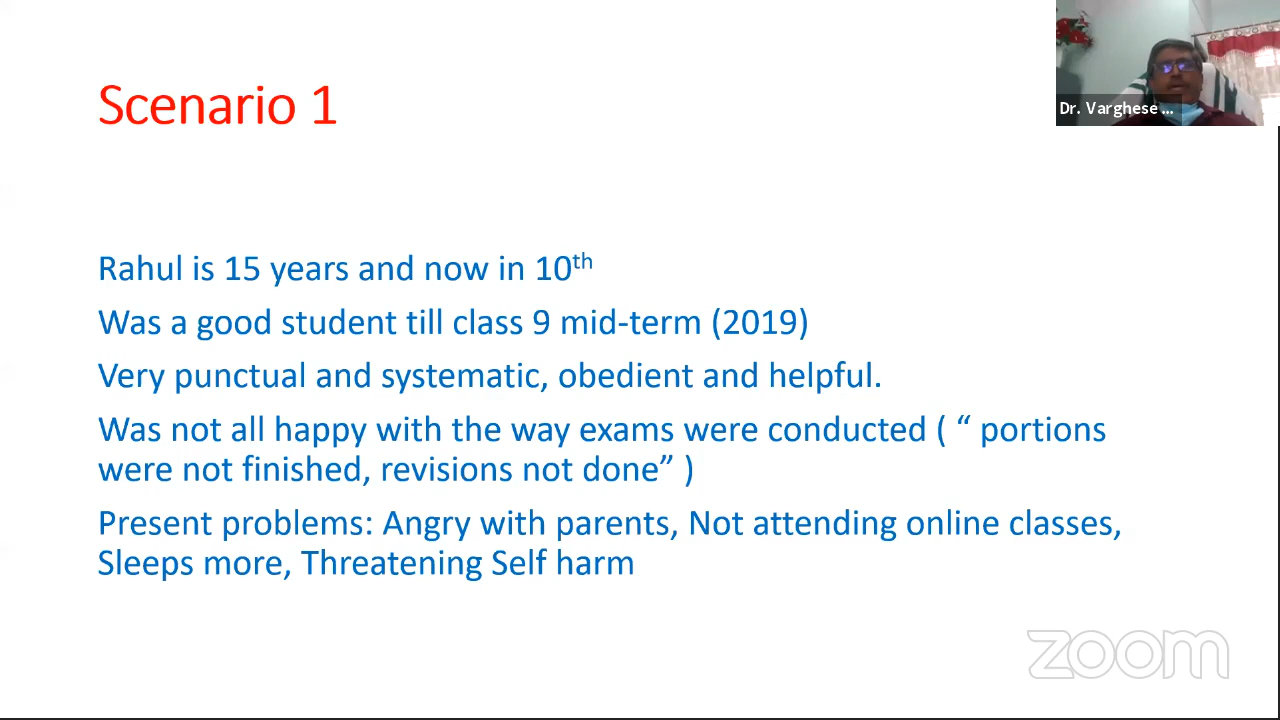 Scenario 1
Dr. Varghese ...
Rahul is 15 years and now in 10th
Was a good student till class 9 mid-term (2019)
Very punctual and systematic, obedient and helpful.
Was not all happy with the way exams were conducted ( “ portions
were not finished, revisions not done” )
Present problems: Angry with parents, Not attending online classes,
Sleeps more, Threatening Self harm
zoom